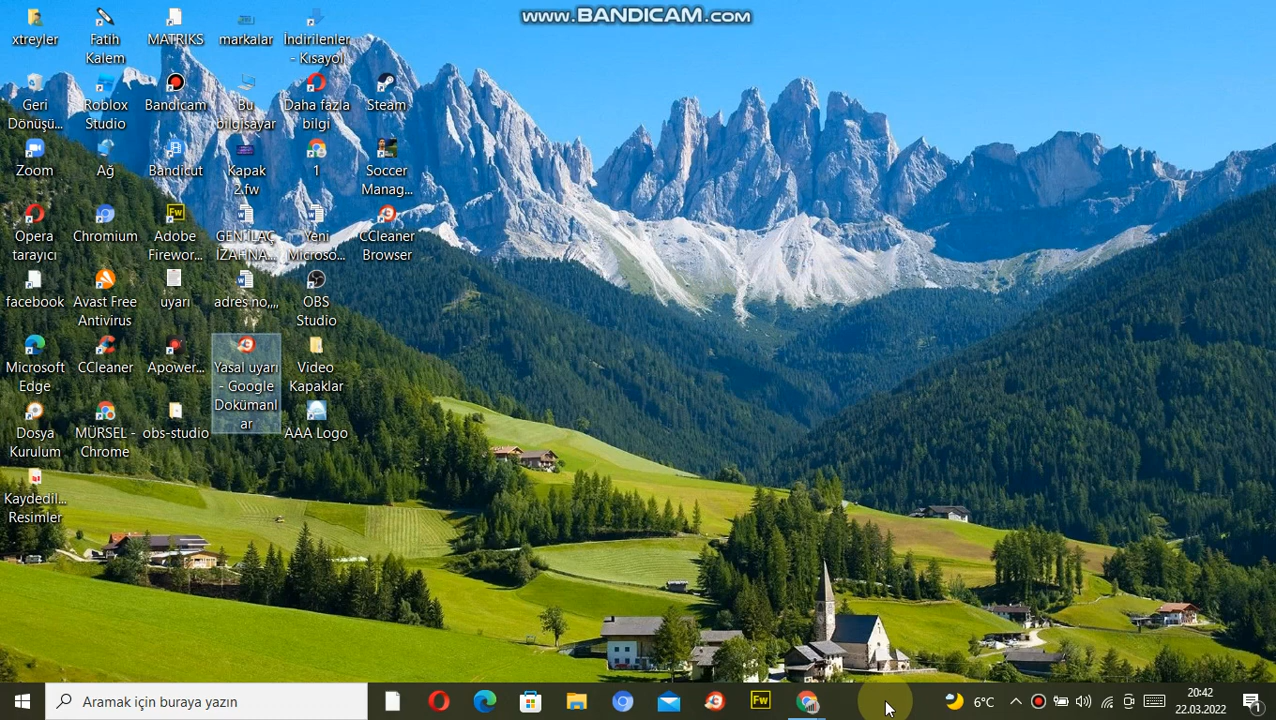 www.BANDICAM.com
xtreyler
Fatih
Kalem
MATRIKS
markalar
İndirilenler
- Kısayol
Geri
Dönüşü...
Roblox
Studio
Bandicam
Bu
bilgisayar
Daha fazla
bilgi
Steam
Zoom
Ağ
Bandicut
Kapak
2.fw
1
Soccer
Manag...
Opera
tarayıcı
Chromium
Adobe
Firewor...
GEN İLAÇ
İZAHNA...
Yeni
Microso...
CCleaner
Browser
facebook
Avast Free
Antivirus
uyarı
adres no,,,,
OBS
Studio
Microsoft
Edge
CCleaner
Apower...
Yasal uyarı
- Google
Dokümanl
ar
Video
Kapaklar
Dosya
Kurulum
MÜRSEL -
Chrome
obs-studio
AAA Logo
Kaydedil...
Resimler
Aramak için buraya yazın
Fw
6°C
20:42
22.03.2022
1